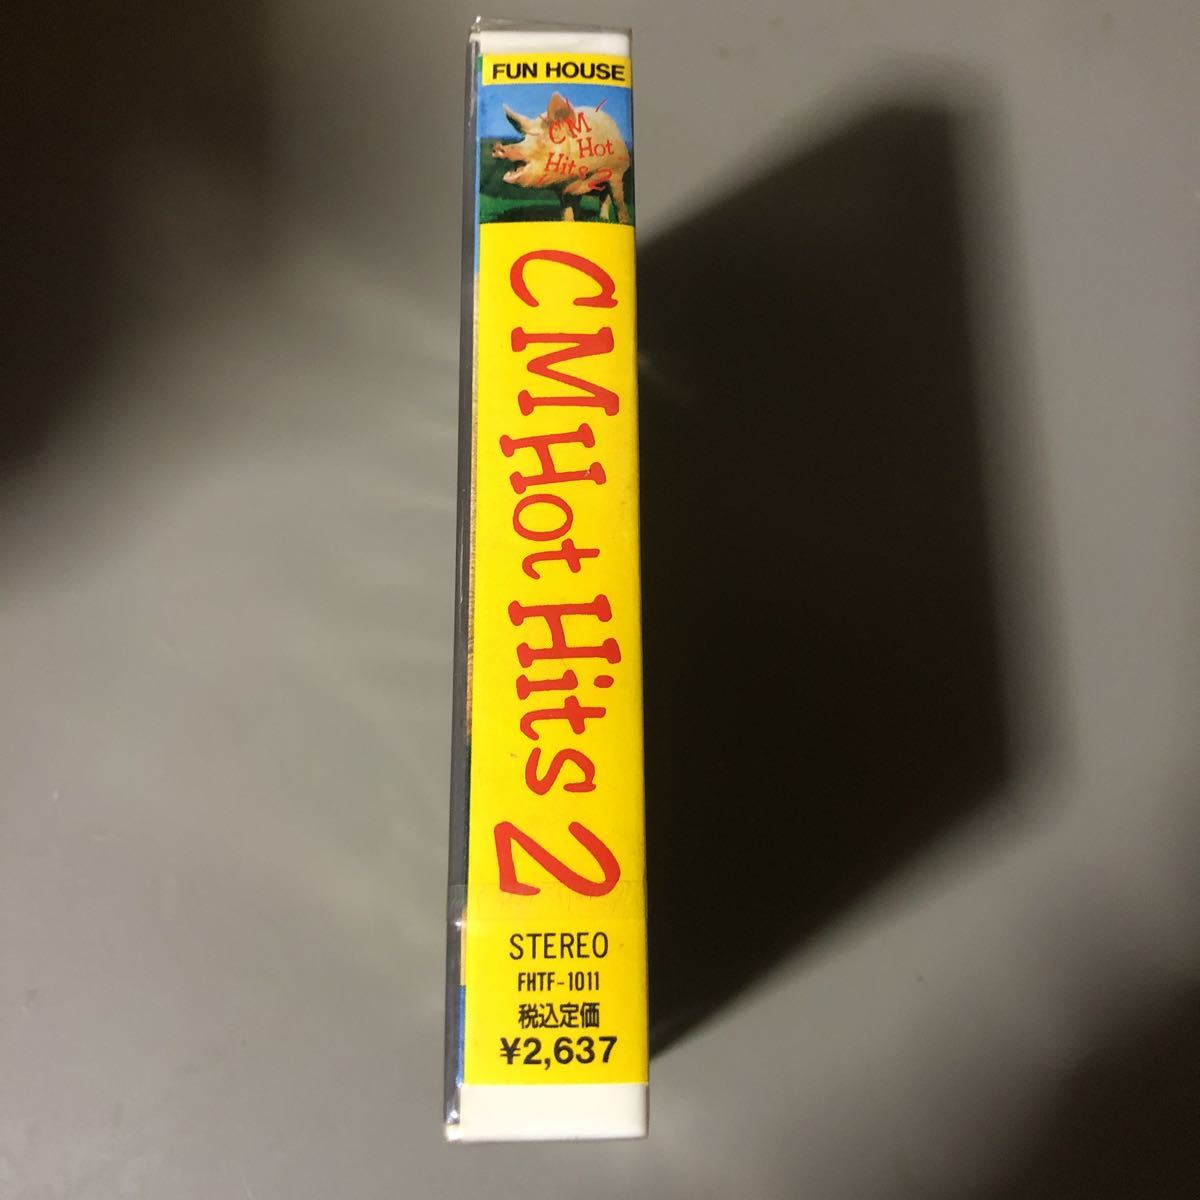 FUN HOUSE
CM
Hot
Hits 2
CM Hot Hits 2
STEREO
FHTF-1011
税込定価
¥2,637